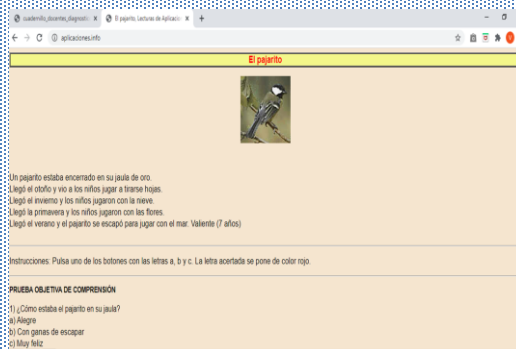 cuadernillo_docentes_diagnosti
El pajarito, Lecturas de Aplicacio
aplicaciones.info
El pajarito
Un pajarito estaba encerrado en su jaula de oro.
Llegó el otoño y vio a los niños jugar a tirarse hojas.
Llegó el invierno y los niños jugaron con la nieve.
Llegó la primavera y los niños jugaron con las flores.
Llegó el verano y el pajarito se escapó para jugar con el mar. Valiente (7 años)
Instrucciones: Pulsa uno de los botones con las letras a, b y c. La letra acertada se pone de color rojo.
PRUEBA OBJETIVA DE COMPRENSIÓN
1) ¿Cómo estaba el pajarito en su jaula?
a) Alegre
b) Con ganas de escapar
c) Muy feliz